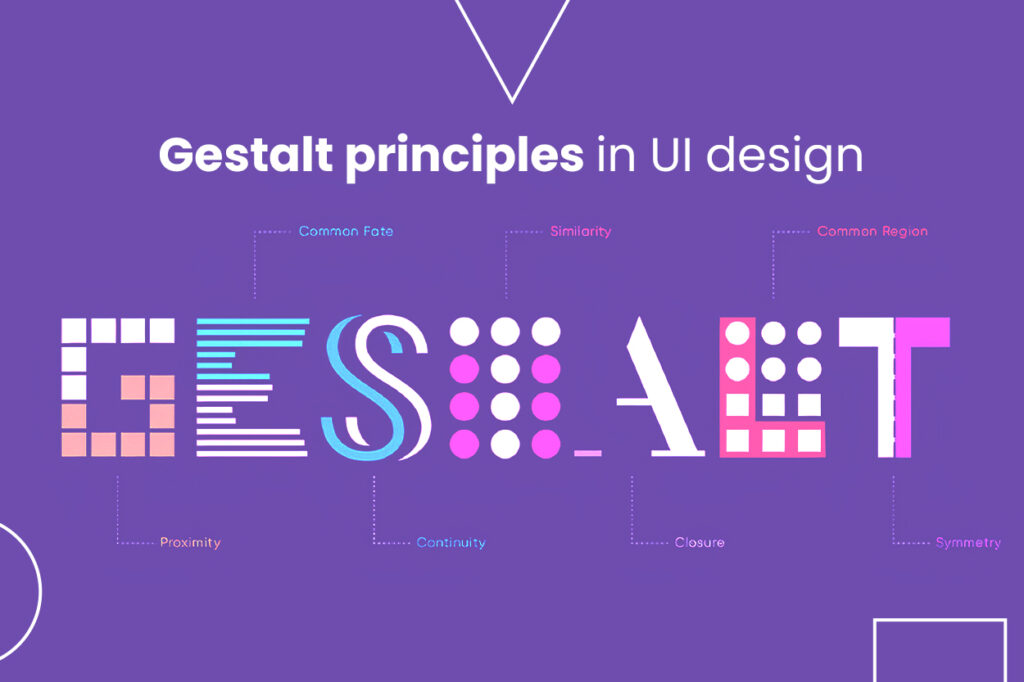 Gestalt principles in UI design
Common Fate
Similarity
Common Region
GESTALT
Proximity
Continuity
Closure
Symmetry